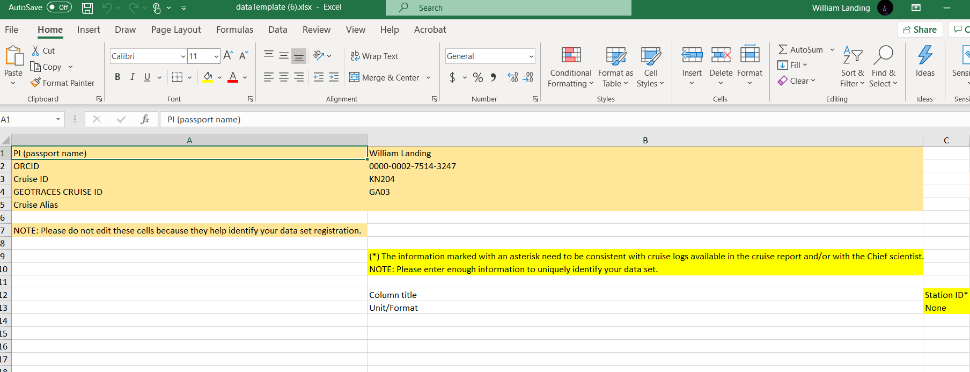 AutoSave Off dataTemplate (6).xlsx - Excel Search William Landing
File Home Insert Draw Page Layout Formulas Data Review View Help Acrobat Share
Paste Cut Copy Format Painter
Calibri 11 A A B I U A
Wrap Text Merge & Center
General $ % , .00
Conditional Formatting Format as Table Cell Styles
Insert Delete Format
AutoSum Fill Clear Sort & Filter Find & Select
Ideas
Clipboard Font Alignment Number Styles Cells Editing Ideas
A1 fx PI (passport name)
A B C
1 PI (passport name) William Landing
2 ORCID 0000-0002-7514-3247
3 Cruise ID KN204
4 GEOTRACES CRUISE ID GA03
5 Cruise Alias
6
7 NOTE: Please do not edit these cells because they help identify your data set registration.
8
9 (*) The information marked with an asterisk need to be consistent with cruise logs available in the cruise report and/or with the Chief scientist.
10 NOTE: Please enter enough information to uniquely identify your data set.
11
12 Column title Station ID*
13 Unit/Format None
14
15
16
17